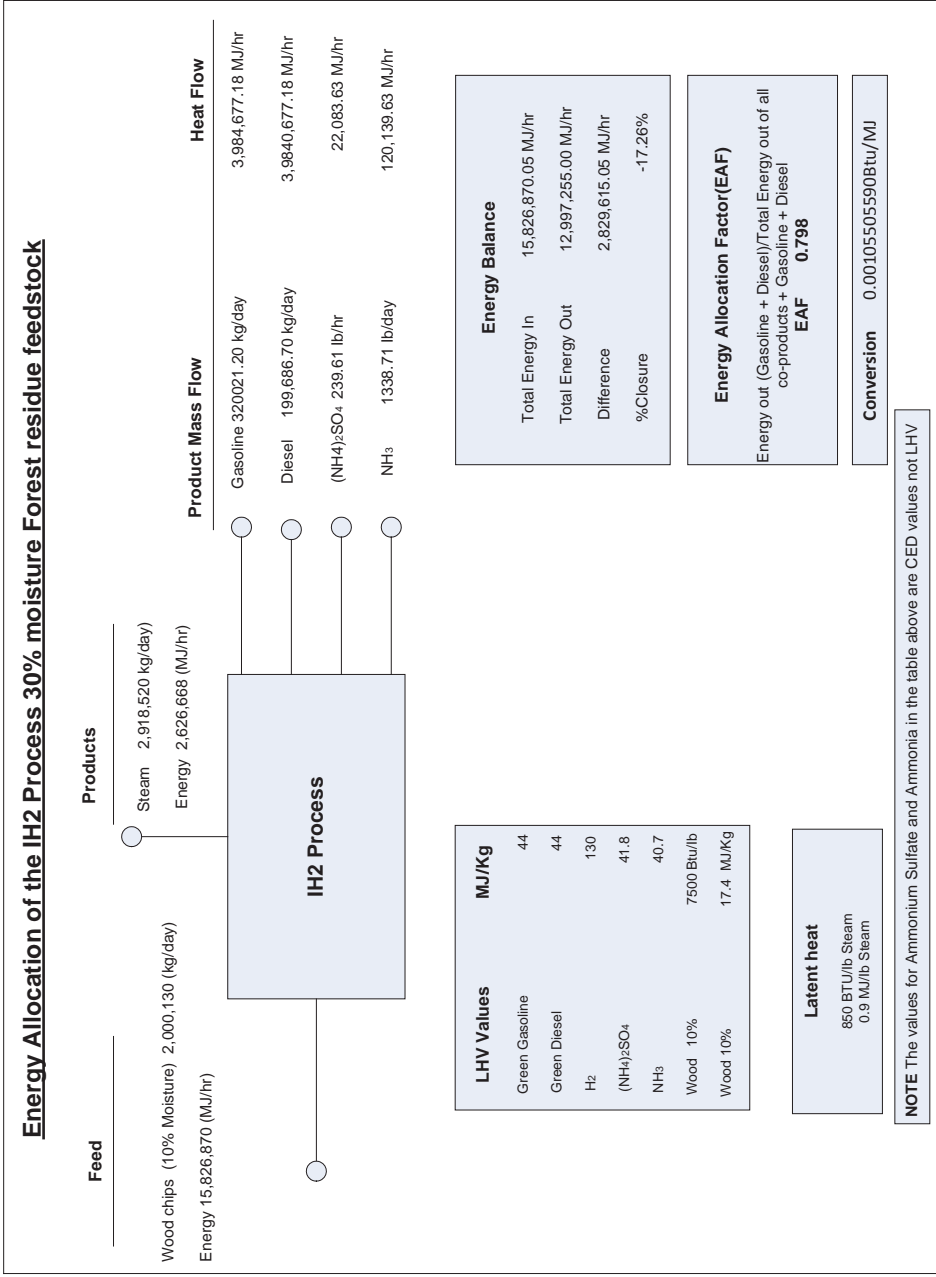 Energy Allocation of the IH2 Process 30% moisture Forest residue feedstock
Feed
Wood chips (10% Moisture) 2,000,130 (kg/day)
Energy 15,826,870 (MJ/hr)
Products
Steam 2,918,520 kg/day)
Energy 2,626,668 (MJ/hr)
IH2 Process
Product Mass Flow
Heat Flow
Gasoline 320021.20 kg/day
3,984,677.18 MJ/hr
Diesel 199,686.70 kg/day
3,9840,677.18 MJ/hr
(NH4)2SO4 239.61 lb/hr
22,083.63 MJ/hr
NH3 1338.71 lb/day
120,139.63 MJ/hr
LHV Values MJ/Kg
Green Gasoline 44
Green Diesel 44
H2 130
(NH4)2SO4 41.8
NH3 40.7
Wood 10% 7500 Btu/lb
Wood 10% 17.4 MJ/Kg
Latent heat
850 BTU/lb Steam
0.9 MJ/lb Steam
Energy Balance
Total Energy In 15,826,870.05 MJ/hr
Total Energy Out 12,997,255.00 MJ/hr
Difference 2,829,615.05 MJ/hr
%Closure -17.26%
Energy Allocation Factor(EAF)
Energy out (Gasoline + Diesel)/Total Energy out of all
co-products + Gasoline + Diesel
EAF 0.798
Conversion 0.00105505590Btu/MJ
NOTE The values for Ammonium Sulfate and Ammonia in the table above are CED values not LHV